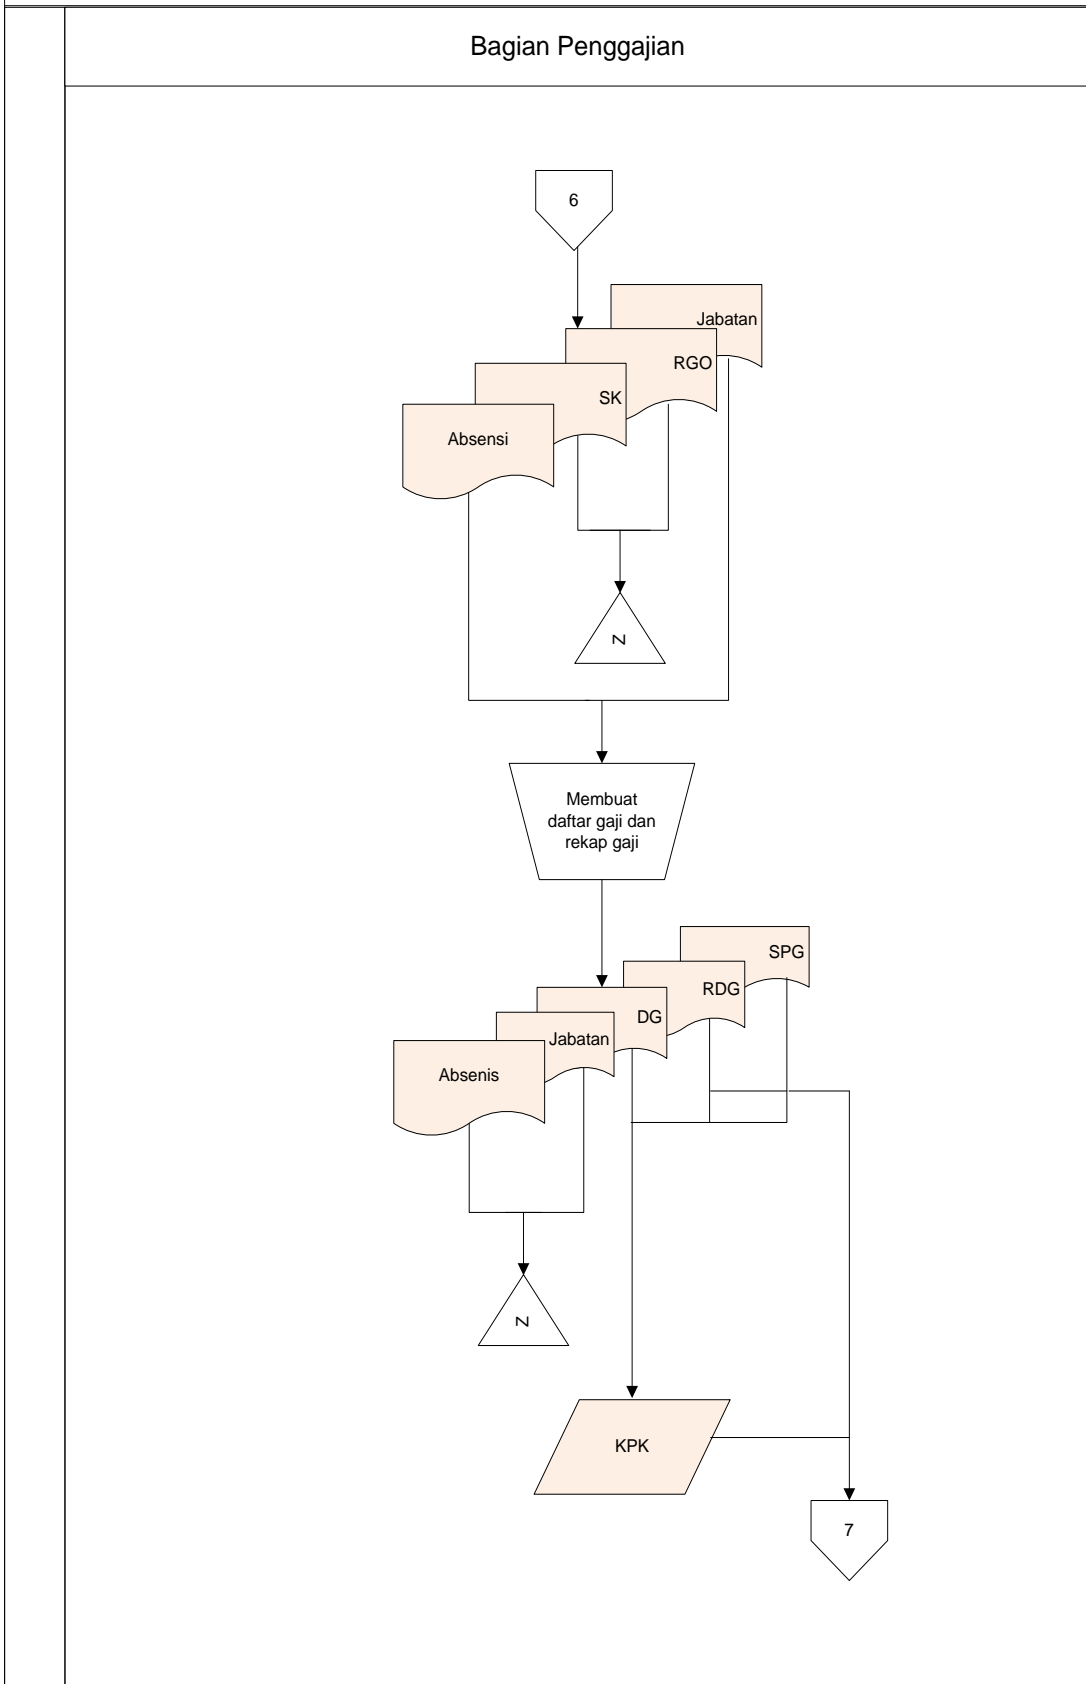 Bagian Penggajian
6
Jabatan
RGO
SK
Absensi
N
Membuat
daftar gaji dan
rekap gaji
SPG
RDG
DG
Jabatan
Absenis
N
KPK
7